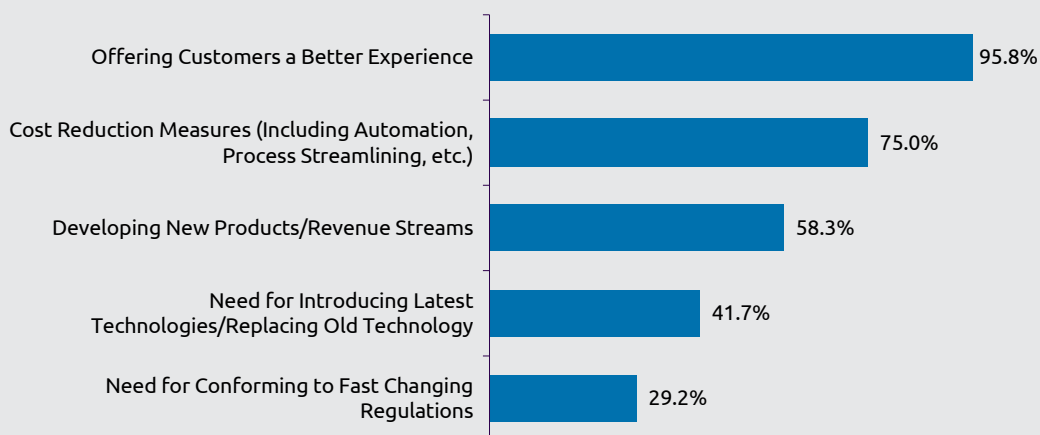 Offering Customers a Better Experience
95.8%
Cost Reduction Measures (Including Automation,
Process Streamlining, etc.)
75.0%
Developing New Products/Revenue Streams
58.3%
Need for Introducing Latest
Technologies/Replacing Old Technology
41.7%
Need for Conforming to Fast Changing
Regulations
29.2%